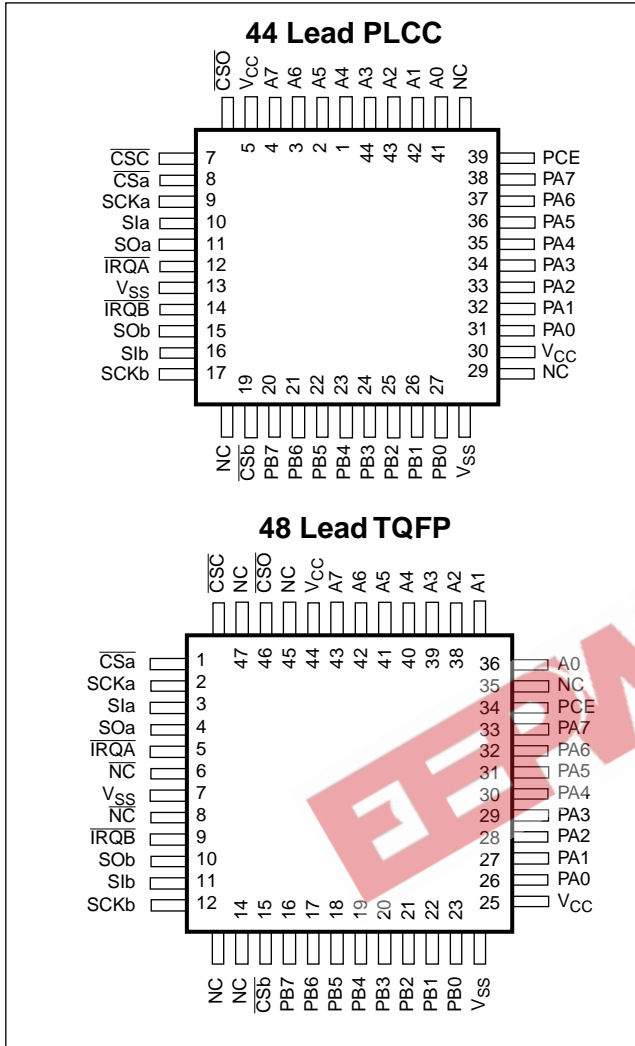 44 Lead PLCC
CSO VCC A7 A6 A5 A4 A3 A2 A1 A0 NC
5 4 3 2 1 44 43 42 41
CSC 7 39 PCE
CSa 8 38 PA7
SCKa 9 37 PA6
SIa 10 36 PA5
SOa 11 35 PA4
IRQA 12 34 PA3
VSS 13 33 PA2
IRQB 14 32 PA1
SOb 15 31 PA0
SIb 16 30 VCC
SCKb 17 29 NC
19 20 21 22 23 24 25 26 27
NC CSb PB7 PB6 PB5 PB4 PB3 PB2 PB1 PB0 VSS
48 Lead TQFP
CSC NC CSO NC VCC A7 A6 A5 A4 A3 A2 A1
47 46 45 44 43 42 41 40 39 38
CSa 1 36 A0
SCKa 2 35 NC
SIa 3 34 PCE
SOa 4 33 PA7
IRQA 5 32 PA6
NC 6 31 PA5
VSS 7 30 PA4
NC 8 29 PA3
IRQB 9 28 PA2
SOb 10 27 PA1
SIb 11 26 PA0
SCKb 12 25 VCC
14 15 16 17 18 19 20 21 22 23
NC NC CSb PB7 PB6 PB5 PB4 PB3 PB2 PB1 PB0 VSS